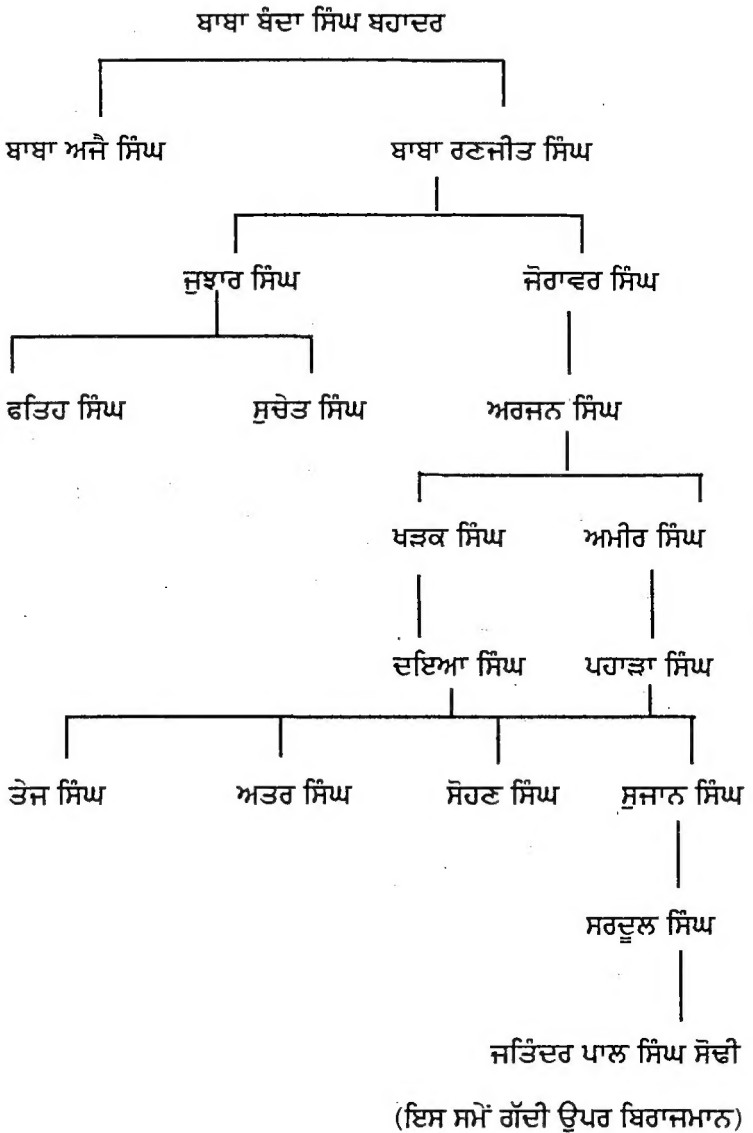 ਬਾਬਾ ਬੰਦਾ ਸਿੰਘ ਬਹਾਦਰ
ਬਾਬਾ ਅਜੈ ਸਿੰਘ ਬਾਬਾ ਰਣਜੀਤ ਸਿੰਘ
ਜੁਝਾਰ ਸਿੰਘ ਜੋਰਾਵਰ ਸਿੰਘ
ਫਤਿਹ ਸਿੰਘ ਸੁਚੇਤ ਸਿੰਘ ਅਰਜਨ ਸਿੰਘ
ਖੜਕ ਸਿੰਘ ਅਮੀਰ ਸਿੰਘ
ਦਇਆ ਸਿੰਘ ਪਹਾੜਾ ਸਿੰਘ
ਤੇਜ ਸਿੰਘ ਅਤਰ ਸਿੰਘ ਸੋਹਣ ਸਿੰਘ ਸੁਜਾਨ ਸਿੰਘ
ਸਰਦੂਲ ਸਿੰਘ
ਜਤਿੰਦਰ ਪਾਲ ਸਿੰਘ ਸੋਢੀ
(ਇਸ ਸਮੇਂ ਗੱਦੀ ਉਪਰ ਬਿਰਾਜਮਾਨ)